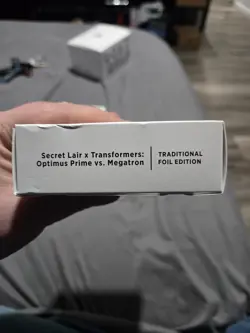 Secret Lair x Transformers:
Optimus Prime vs. Megatron
TRADITIONAL
FOIL EDITION